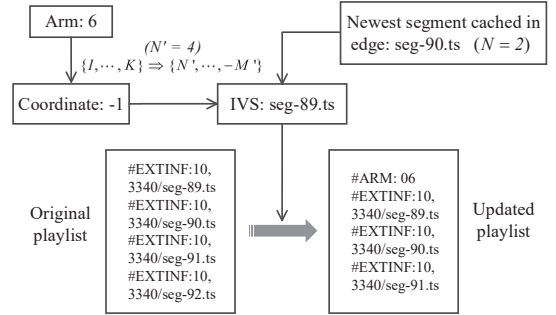 Arm: 6
Newest segment cached in
edge: seg-90.ts (N = 2)
(N' = 4)
{I, ⋯, K} ⇒ {N ', ⋯, −M '}
Coordinate: -1
IVS: seg-89.ts
Original
playlist
#EXTINF:10,
3340/seg-89.ts
#EXTINF:10,
3340/seg-90.ts
#EXTINF:10,
3340/seg-91.ts
#EXTINF:10,
3340/seg-92.ts
#ARM: 06
#EXTINF:10,
3340/seg-89.ts
#EXTINF:10,
3340/seg-90.ts
#EXTINF:10,
3340/seg-91.ts
Updated
playlist